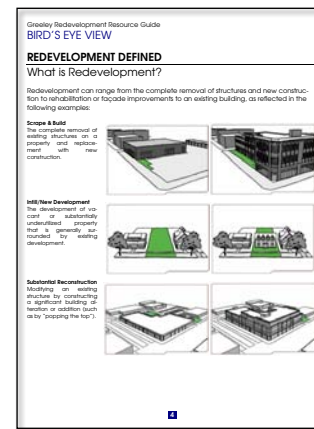 Greeley Redevelopment Resource Guide
BIRD'S EYE VIEW
REDEVELOPMENT DEFINED
What is Redevelopment?
Redevelopment can range from the complete removal of structures and new construc-
tion to rehabilitation or façade improvements to an existing building, as reflected in the
following examples:
Scrape & Build
The complete removal of
existing structures on a
property and replace-
ment with new
construction.
Infill/New Development
The development of va-
cant or substantially
underutilized property
that is generally sur-
rounded by existing
development.
Substantial Reconstruction
Modifying an existing
structure by constructing
a significant building al-
teration or addition (such
as by "popping the top").
4